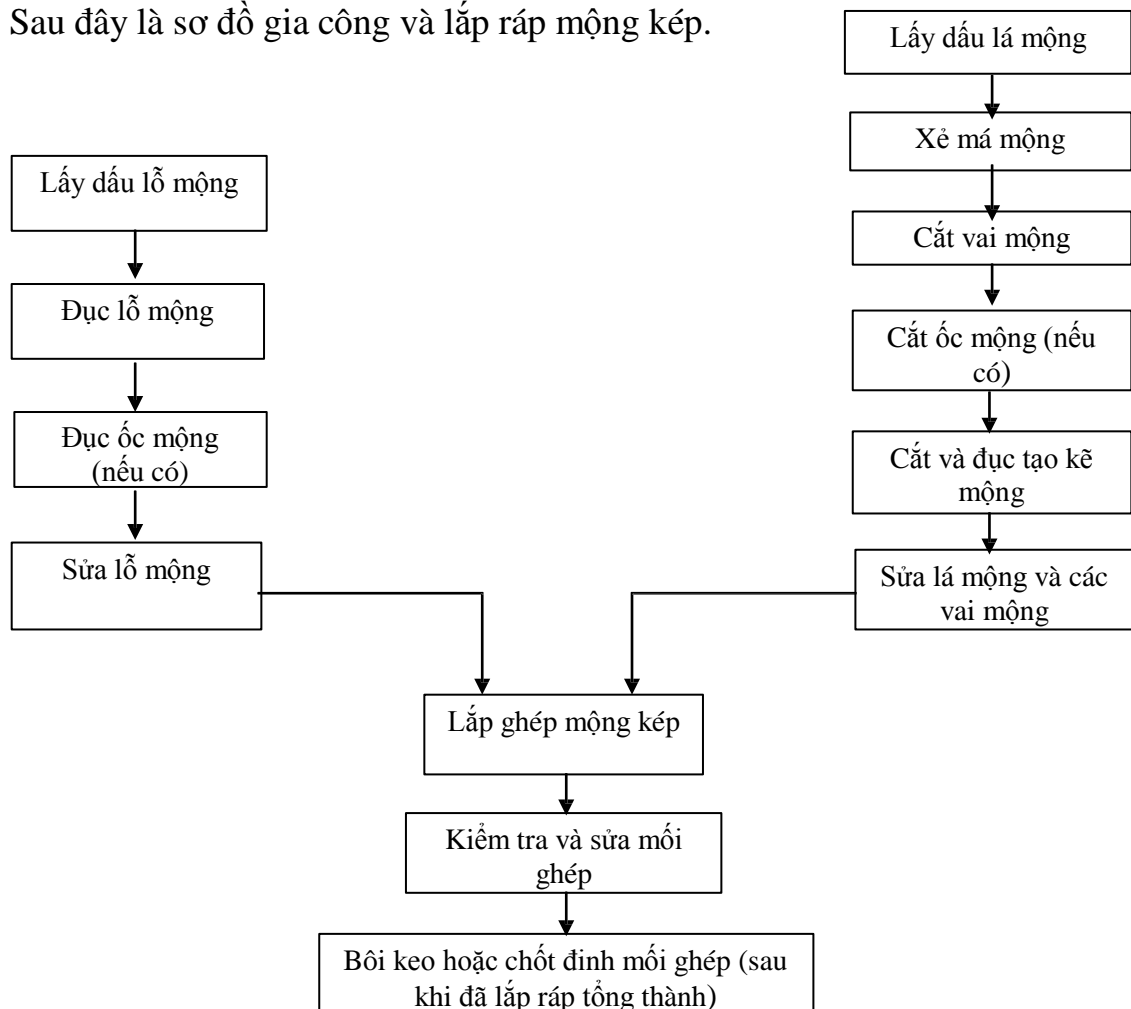 Sau đây là sơ đồ gia công và lắp ráp mộng kép.
Lấy dấu lỗ mộng
Đục lỗ mộng
Đục ốc mộng
(nếu có)
Sửa lỗ mộng
Lấy dấu lá mộng
Xẻ má mộng
Cắt vai mộng
Cắt ốc mộng (nếu
có)
Cắt và đục tạo kẽ
mộng
Sửa lá mộng và các
vai mộng
Lắp ghép mộng kép
Kiểm tra và sửa mối
ghép
Bôi keo hoặc chốt đinh mối ghép (sau
khi đã lắp ráp tổng thành)